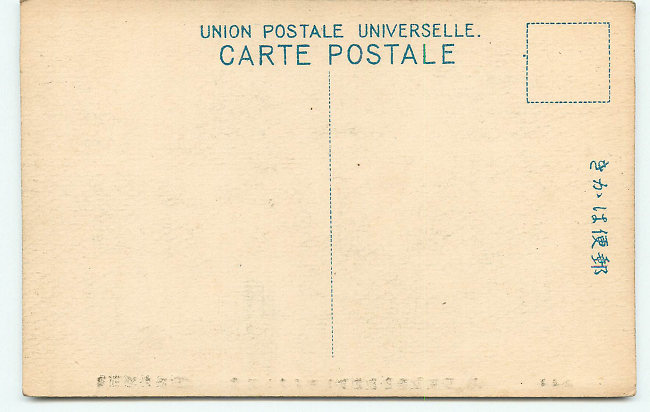 UNION POSTALE UNIVERSELLE.
CARTE POSTALE
郵便はかき